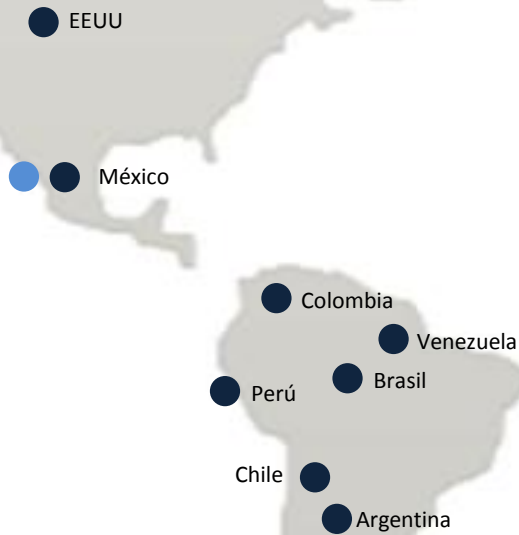 EEUU
México
Colombia
Venezuela
Brasil
Perú
Chile
Argentina